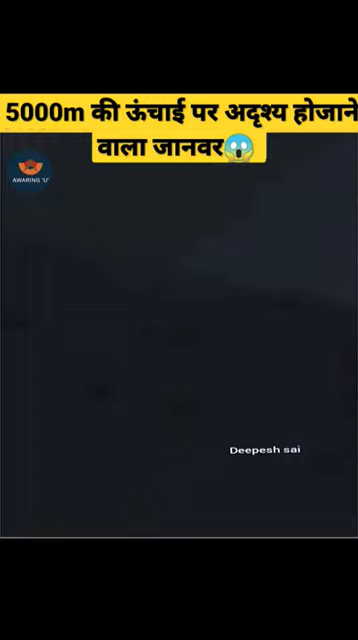 5000m की ऊंचाई पर अदृश्य होजाने
वाला जानवर😱
AWARING 'U'
Deepesh sai